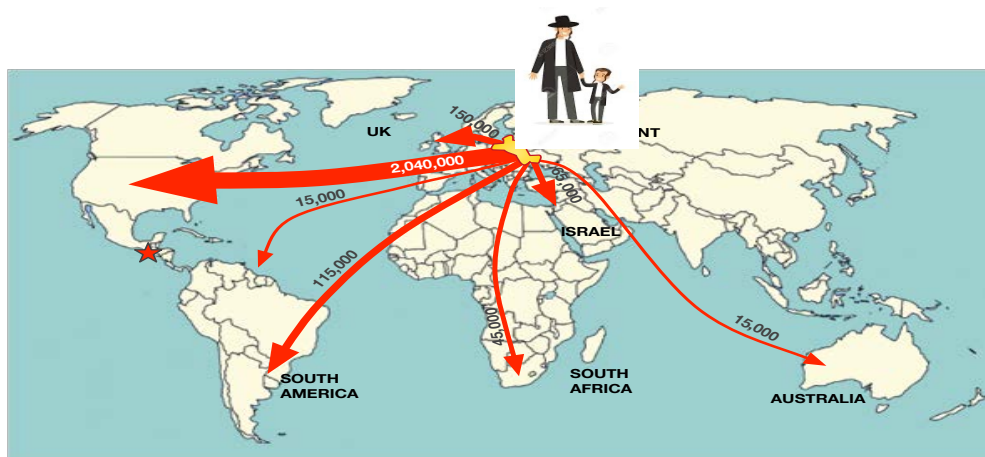 UK
150,000
NT
2,040,000
15,000
65,000
ISRAEL
115,000
45,000
15,000
SOUTH
AMERICA
SOUTH
AFRICA
AUSTRALIA